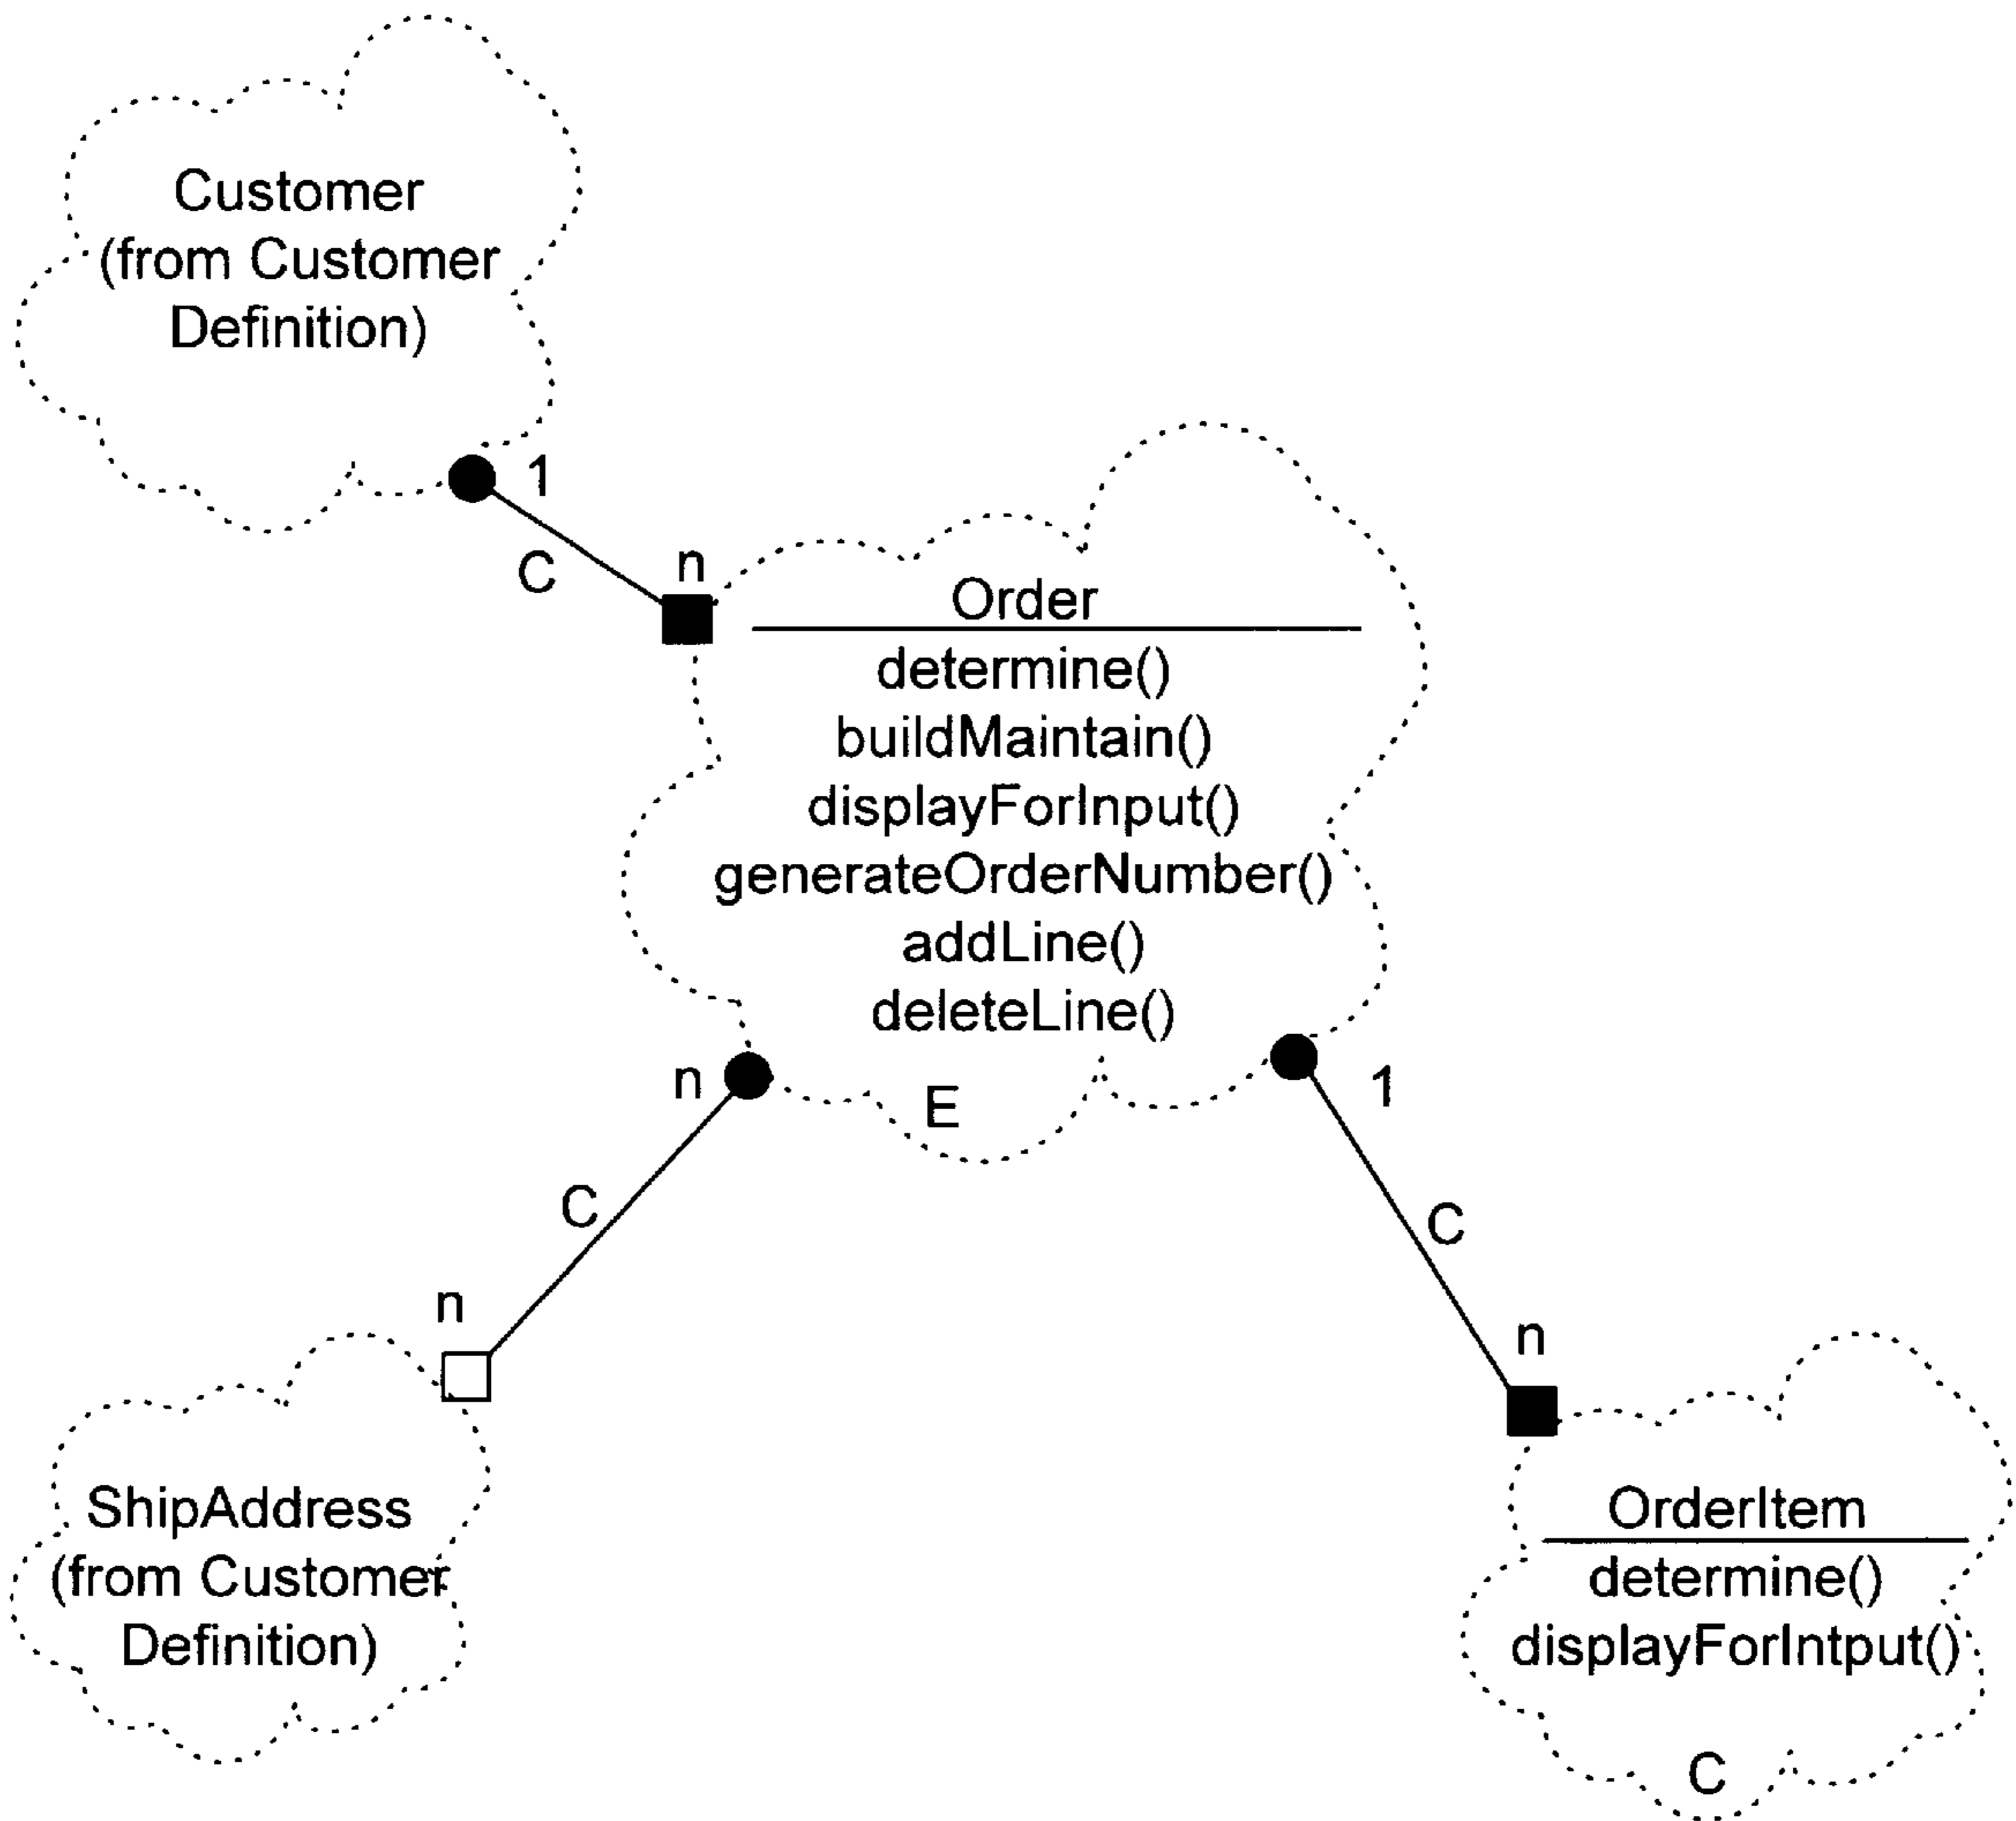 Customer
(from Customer
Definition)
1
C
n
Order
determine()
buildMaintain()
displayForInput()
generateOrderNumber()
addLine()
deleteLine()
n
E
1
C
C
n
n
ShipAddress
(from Customer
Definition)
OrderItem
determine()
displayForIntput()
C